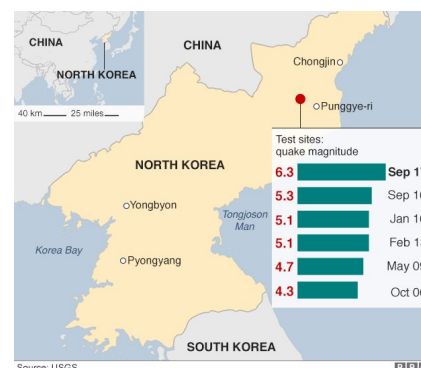 CHINA
NORTH KOREA
40 km
25 miles
CHINA
Chongjin
Punggye-ri
Test sites:
quake magnitude
6.3 Sep 1
5.3 Sep 1
5.1 Jan 1
5.1 Feb 1
4.7 May 0
4.3 Oct 0
NORTH KOREA
Yongbyon
Tongjoson
Man
Korea Bay
Pyongyang
SOUTH KOREA
Source: USGS